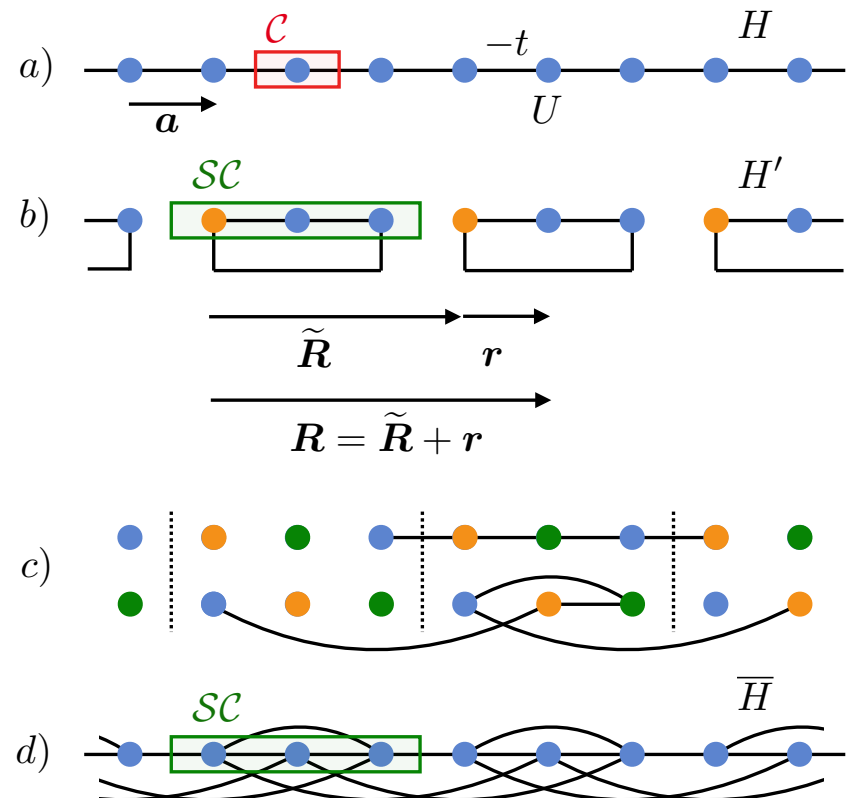 𝒞
a) −t H
a U
𝒮𝒞 H′
b)
R̃ r
R = R̃ + r
c)
𝒮𝒞 H̅
d)